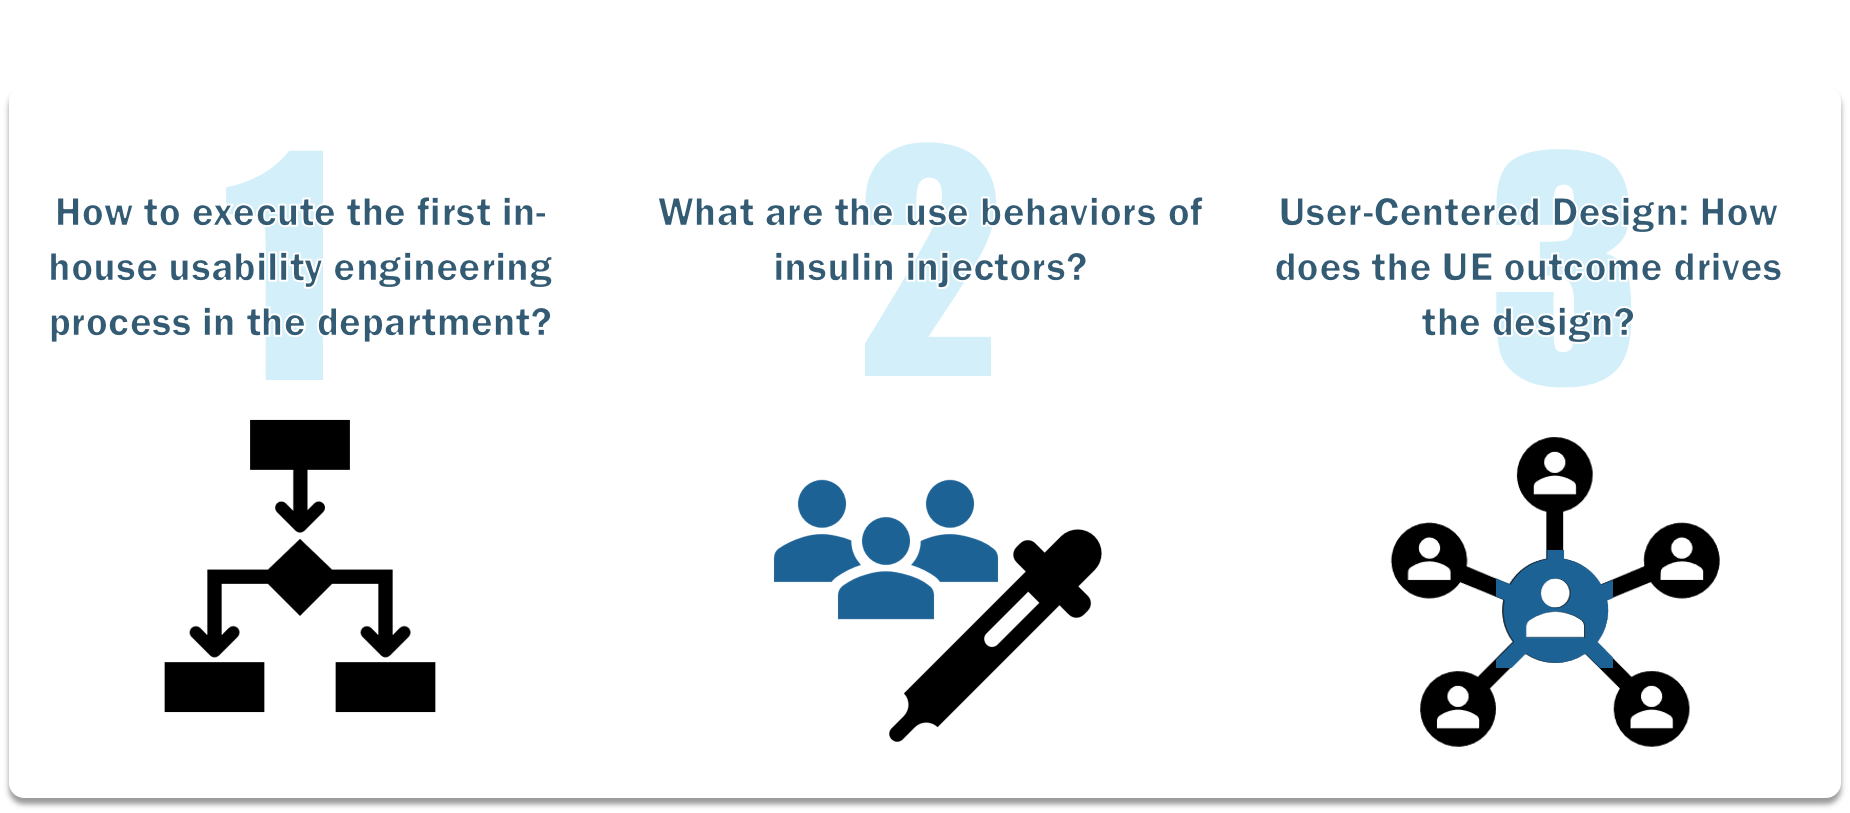 1
How to execute the first in-
house usability engineering
process in the department?
2
What are the use behaviors of
insulin injectors?
3
User-Centered Design: How
does the UE outcome drives
the design?